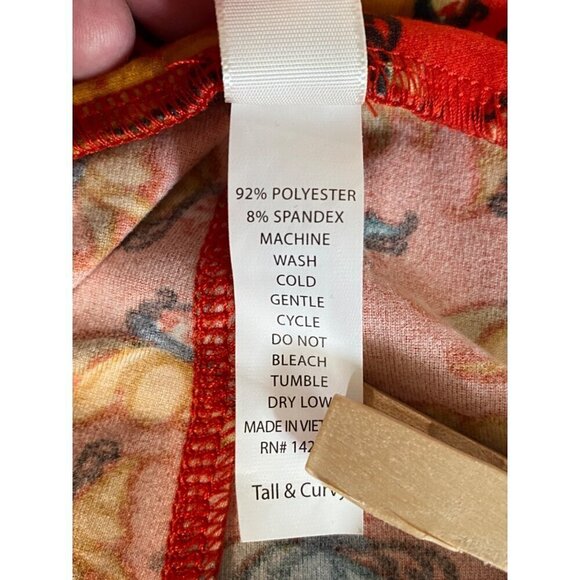 92% POLYESTER
8% SPANDEX
MACHINE
WASH
COLD
GENTLE
CYCLE
DO NOT
BLEACH
TUMBLE
DRY LOW
MADE IN VIET
RN# 142
Tall & Curvy